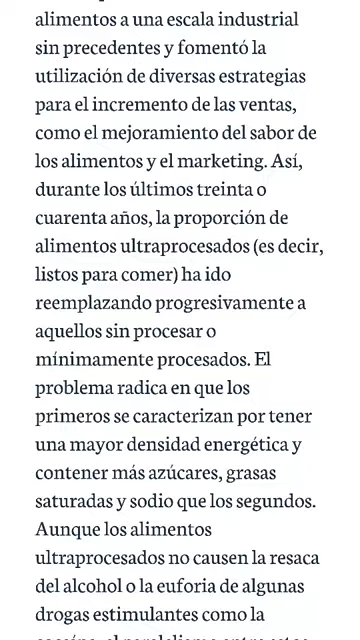 alimentos a una escala industrial
sin precedentes y fomentó la
utilización de diversas estrategias
para el incremento de las ventas,
como el mejoramiento del sabor de
los alimentos y el marketing. Así,
durante los últimos treinta o
cuarenta años, la proporción de
alimentos ultraprocesados (es decir,
listos para comer) ha ido
reemplazando progresivamente a
aquellos sin procesar o
mínimamente procesados. El
problema radica en que los
primeros se caracterizan por tener
una mayor densidad energética y
contener más azúcares, grasas
saturadas y sodio que los segundos.
Aunque los alimentos
ultraprocesados no causen la resaca
del alcohol o la euforia de algunas
drogas estimulantes como la